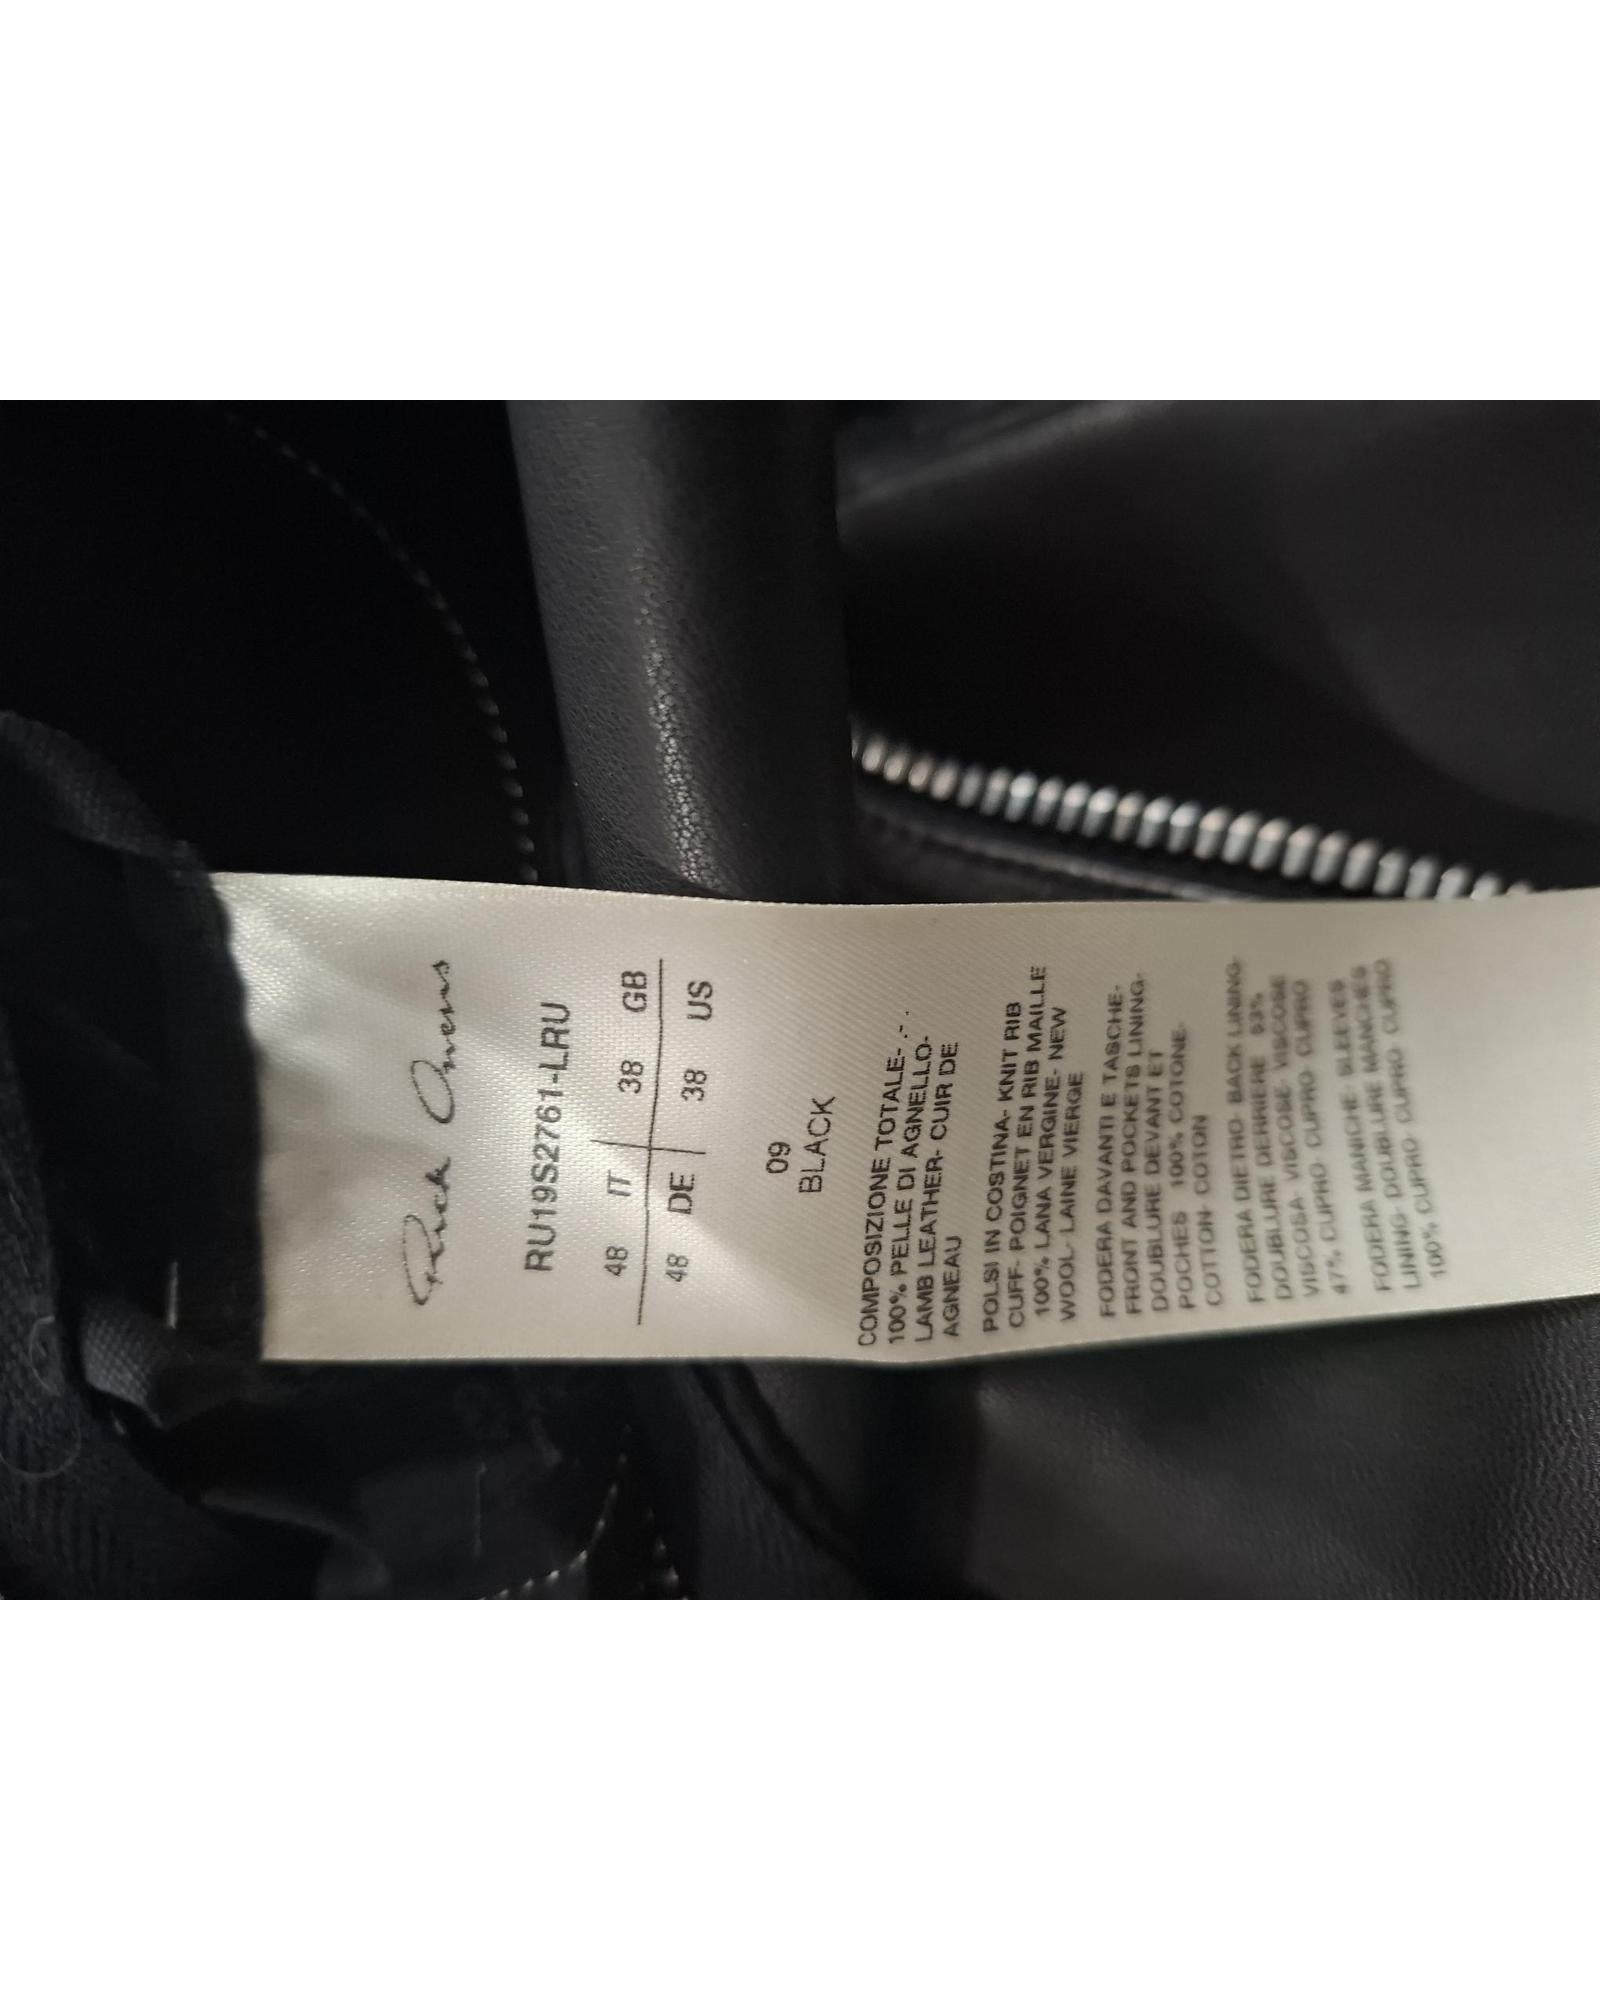 Rick Owens
RU19S2761-LRU
48 IT 38 GB
48 DE 38 US
09
BLACK
COMPOSIZIONE TOTALE- .- .
100% PELLE DI AGNELLO-
LAMB LEATHER- CUIR DE
AGNEAU
POLSI IN COSTINA- KNIT RIB
CUFF- POIGNET EN RIB MAILLE
100% LANA VERGINE- NEW
WOOL- LAINE VIERGE
FODERA DAVANTI E TASCHE-
FRONT AND POCKETS LINING-
DOUBLURE DEVANT ET
POCHES 100% COTONE-
COTTON- COTON
FODERA DIETRO- BACK LINING-
DOUBLURE DERRIERE 53%
VISCOSA- VISCOSE- VISCOSE
47% CUPRO- CUPRO- CUPRO
FODERA MANICHE- SLEEVES
LINING- DOUBLURE MANCHES
100% CUPRO- CUPRO- CUPRO